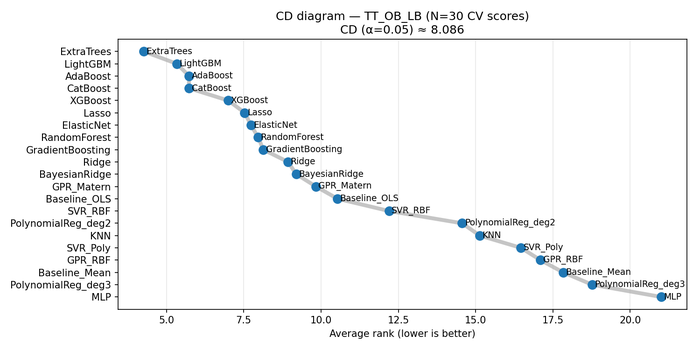 CD diagram — TT_OB_LB (N=30 CV scores)
CD (α=0.05) ≈ 8.086
ExtraTrees ExtraTrees
LightGBM LightGBM
AdaBoost AdaBoost
CatBoost CatBoost
XGBoost XGBoost
Lasso Lasso
ElasticNet ElasticNet
RandomForest RandomForest
GradientBoosting GradientBoosting
Ridge Ridge
BayesianRidge BayesianRidge
GPR_Matern GPR_Matern
Baseline_OLS Baseline_OLS
SVR_RBF SVR_RBF
PolynomialReg_deg2 PolynomialReg_deg2
KNN KNN
SVR_Poly SVR_Poly
GPR_RBF GPR_RBF
Baseline_Mean Baseline_Mean
PolynomialReg_deg3 PolynomialReg_deg3
MLP MLP
5.0 7.5 10.0 12.5 15.0 17.5 20.0
Average rank (lower is better)